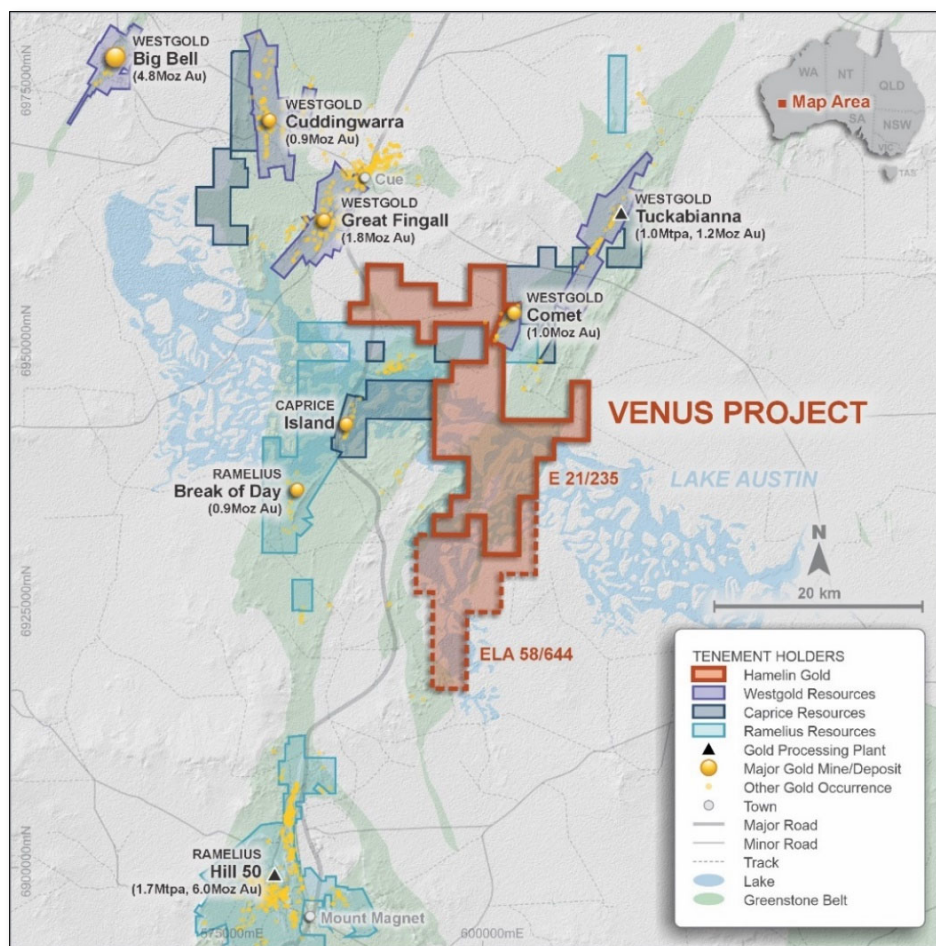 WESTGOLD
Big Bell
(4.8Moz Au)
WESTGOLD
Cuddingwarra
(0.9Moz Au)
Cue
WESTGOLD
Great Fingall
(1.8Moz Au)
WA
NT
QLD
SA
NSW
VIC
TAS
Map Area
WESTGOLD
Tuckabianna
(1.0Mtpa, 1.2Moz Au)
WESTGOLD
Comet
(1.0Moz Au)
CAPRICE
Island
VENUS PROJECT
RAMELIUS
Break of Day
(0.9Moz Au)
E 21/235
LAKE AUSTIN
N
20 km
ELA 58/644
RAMELIUS
Hill 50
(1.7Mtpa, 6.0Moz Au)
Mount Magnet
6975000mN
6950000mN
6925000mN
6900000mN
575000mE
600000mE
TENEMENT HOLDERS
Hamelin Gold
Westgold Resources
Caprice Resources
Ramelius Resources
Gold Processing Plant
Major Gold Mine/Deposit
Other Gold Occurrence
Town
Major Road
Minor Road
Track
Lake
Greenstone Belt